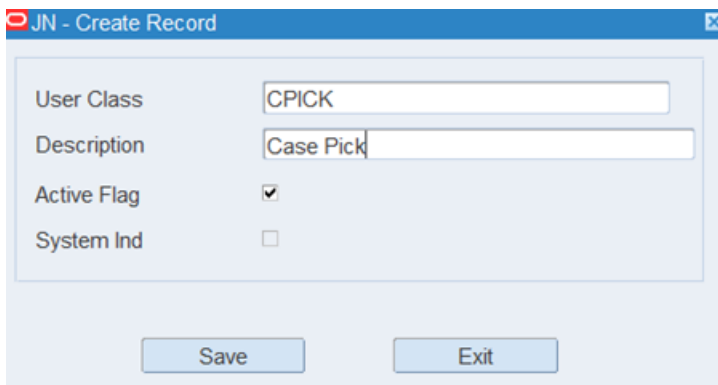 JN - Create Record
User Class CPICK
Description Case Pick
Active Flag
System Ind
Save Exit